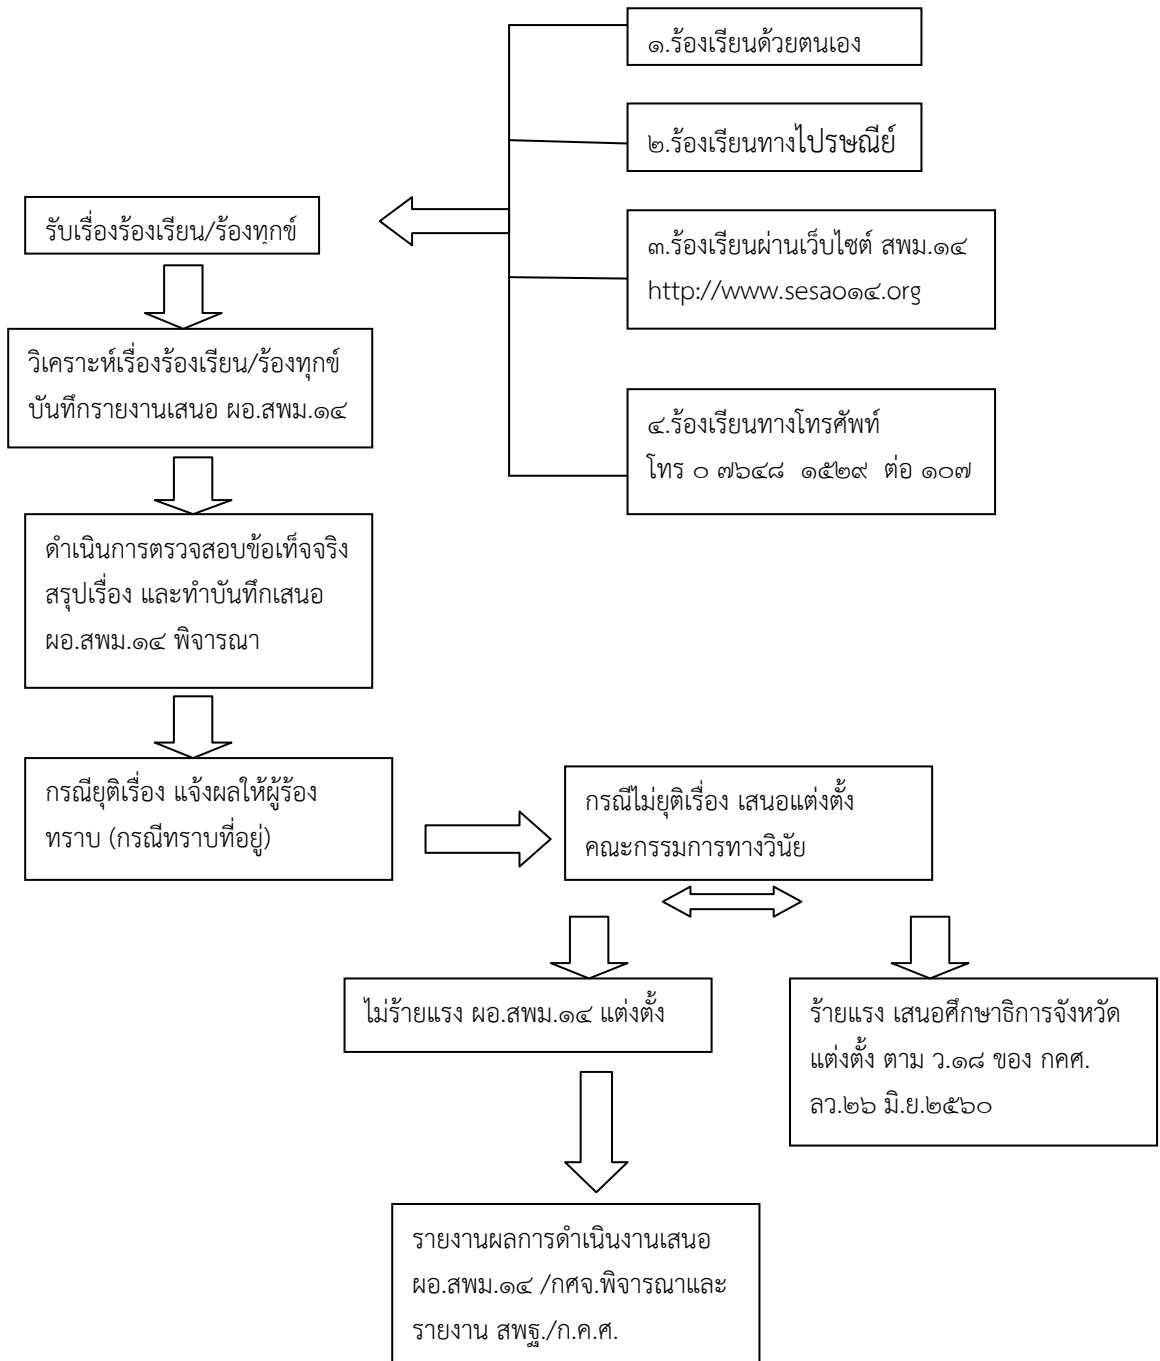 ๑.ร้องเรียนด้วยตนเอง
๒.ร้องเรียนทางไปรษณีย์
๓.ร้องเรียนผ่านเว็บไซต์ สพม.๑๔
http://www.sesao๑๔.org
๔.ร้องเรียนทางโทรศัพท์
โทร ๐ ๗๖๔๘ ๑๕๒๙ ต่อ ๑๐๗
รับเรื่องร้องเรียน/ร้องทุกข์
วิเคราะห์เรื่องร้องเรียน/ร้องทุกข์
บันทึกรายงานเสนอ ผอ.สพม.๑๔
ดำเนินการตรวจสอบข้อเท็จจริง
สรุปเรื่อง และทำบันทึกเสนอ
ผอ.สพม.๑๔ พิจารณา
กรณียุติเรื่อง แจ้งผลให้ผู้ร้อง
ทราบ (กรณีทราบที่อยู่)
กรณีไม่ยุติเรื่อง เสนอแต่งตั้ง
คณะกรรมการทางวินัย
ไม่ร้ายแรง ผอ.สพม.๑๔ แต่งตั้ง
ร้ายแรง เสนอศึกษาธิการจังหวัด
แต่งตั้ง ตาม ว.๑๘ ของ กคศ.
ลว.๒๖ มิ.ย.๒๕๖๐
รายงานผลการดำเนินงานเสนอ
ผอ.สพม.๑๔ /กศจ.พิจารณาและ
รายงาน สพฐ./ก.ค.ศ.